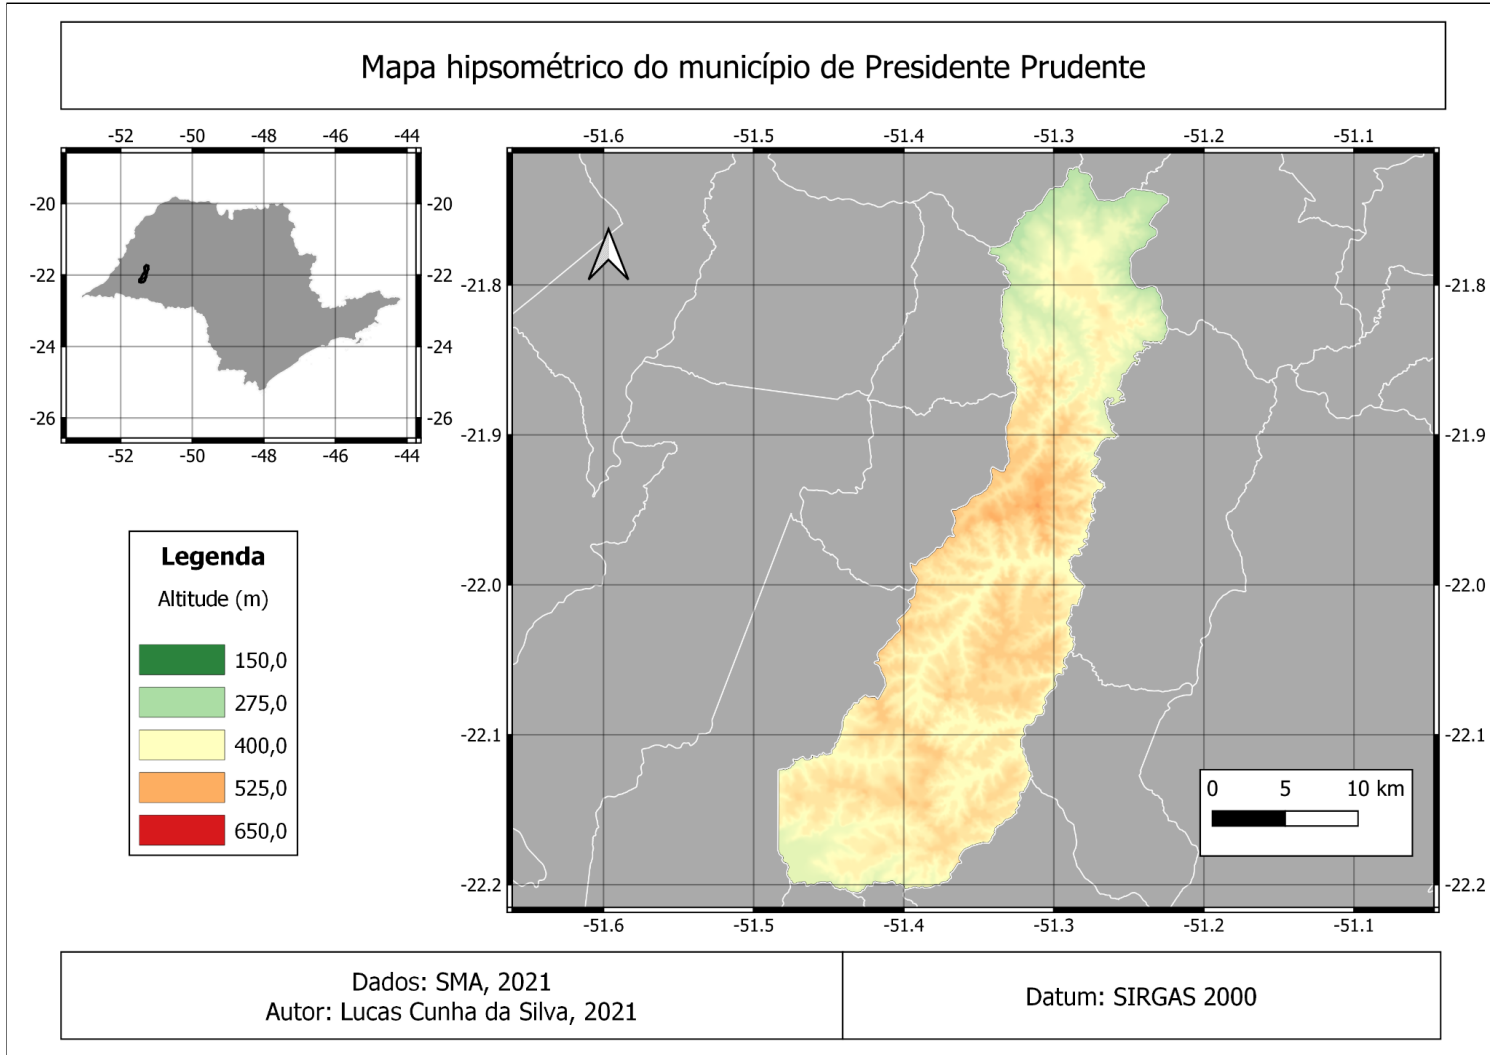 Mapa hipsométrico do município de Presidente Prudente
-52 -50 -48 -46 -44
-20 -20
-22 -22
-24 -24
-26 -26
-52 -50 -48 -46 -44
-51.6 -51.5 -51.4 -51.3 -51.2 -51.1
-21.8 -21.8
-21.9 -21.9
-22.0 -22.0
-22.1 -22.1
-22.2 -22.2
-51.6 -51.5 -51.4 -51.3 -51.2 -51.1
Legenda
Altitude (m)
150,0
275,0
400,0
525,0
650,0
0 5 10 km
Dados: SMA, 2021
Autor: Lucas Cunha da Silva, 2021
Datum: SIRGAS 2000